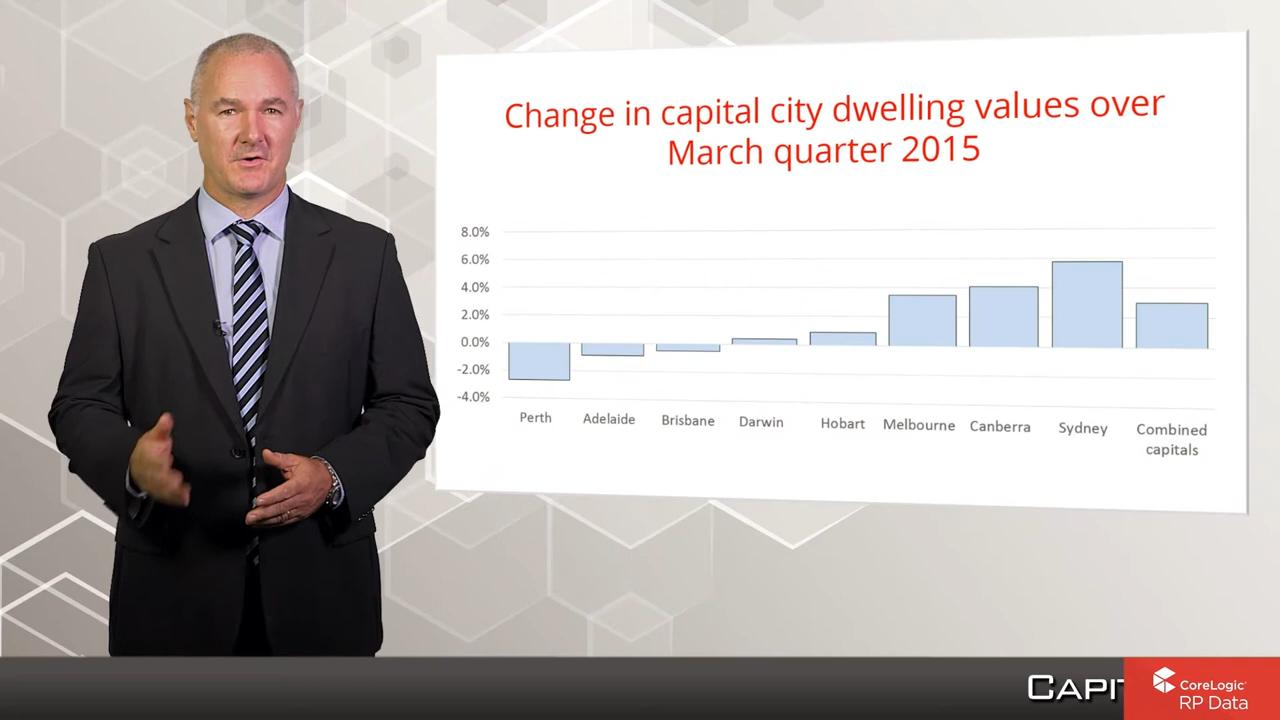 Change in capital city dwelling values over
March quarter 2015
8.0%
6.0%
4.0%
2.0%
0.0%
-2.0%
-4.0%
Perth Adelaide Brisbane Darwin Hobart Melbourne Canberra Sydney Combined
capitals
CAPI
CoreLogic
RP Data